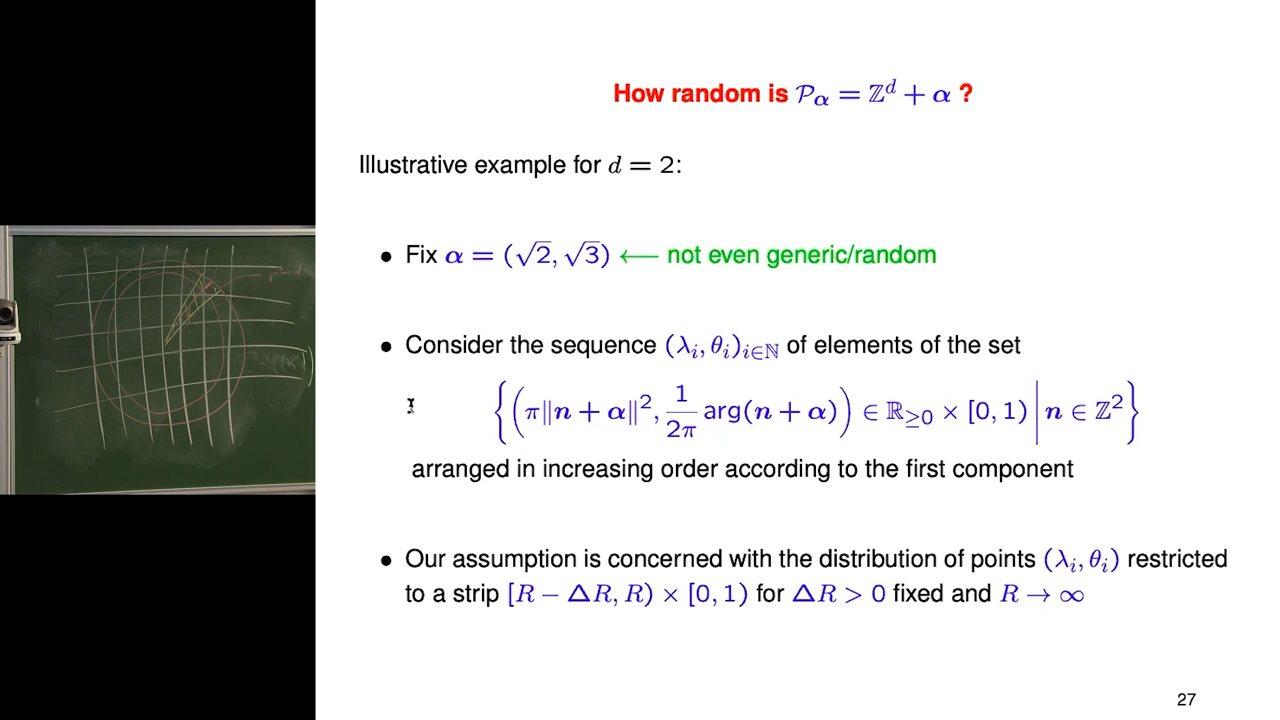 How random is 𝒫_α = ℤ^d + α ?
Illustrative example for d = 2:
• Fix α = (√2, √3) ⟵ not even generic/random
• Consider the sequence (λ_i, θ_i)_{i∈ℕ} of elements of the set
{(π‖n + α‖², 1/2π arg(n + α)) ∈ ℝ_{≥0} × [0, 1) | n ∈ ℤ²}
arranged in increasing order according to the first component
• Our assumption is concerned with the distribution of points (λ_i, θ_i) restricted
to a strip [R − ΔR, R) × [0, 1) for ΔR > 0 fixed and R → ∞
27